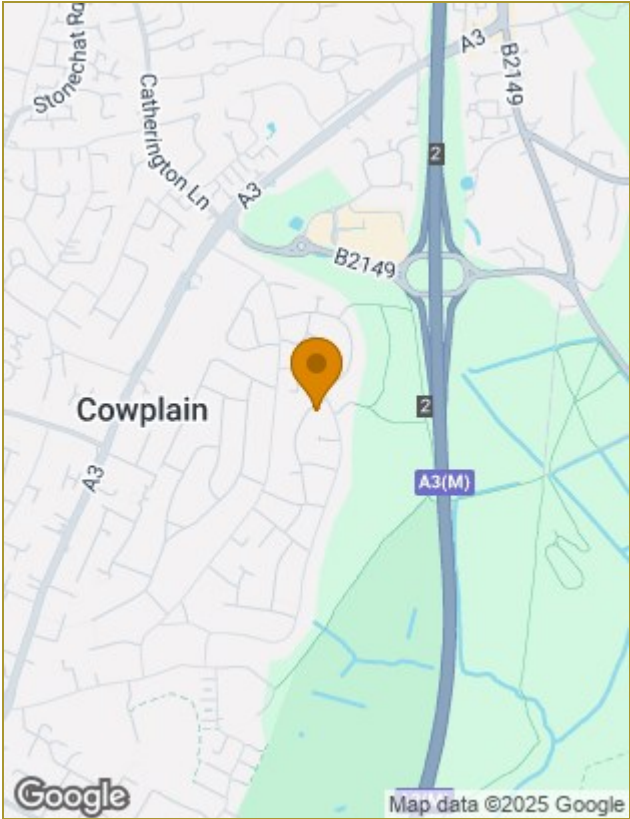 Stonechat Rd
Catherington Ln
A3
B2149
2
A3
B2149
Cowplain
2
A3
A3(M)
Google
Map data ©2025 Google